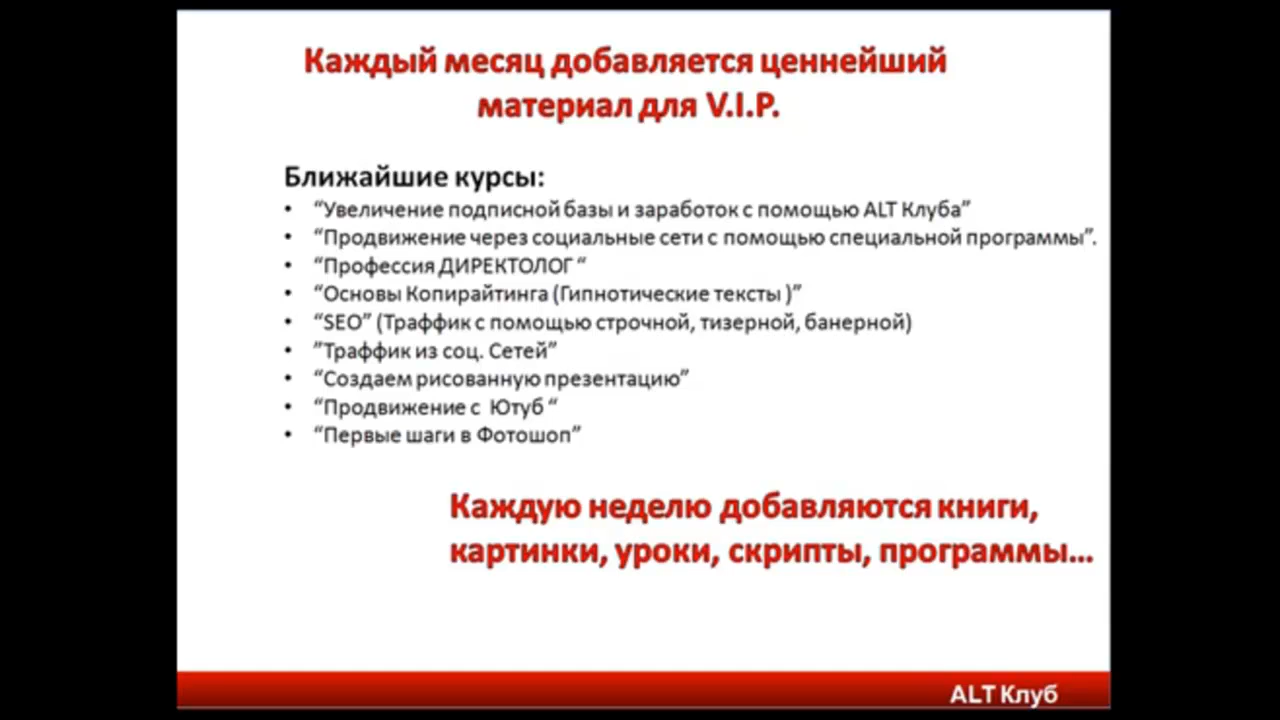 Каждый месяц добавляется ценнейший
материал для V.I.P.
Ближайшие курсы:
• “Увеличение подписной базы и заработок с помощью ALT Клуба”
• “Продвижение через социальные сети с помощью специальной программы”.
• “Профессия ДИРЕКТОЛОГ “
• “Основы Копирайтинга (Гипнотические тексты )”
• “SEO” (Траффик с помощью строчной, тизерной, банерной)
• ”Траффик из соц. Сетей”
• “Создаем рисованную презентацию”
• “Продвижение с Ютуб “
• “Первые шаги в Фотошоп”
Каждую неделю добавляются книги,
картинки, уроки, скрипты, программы...
ALT Клуб